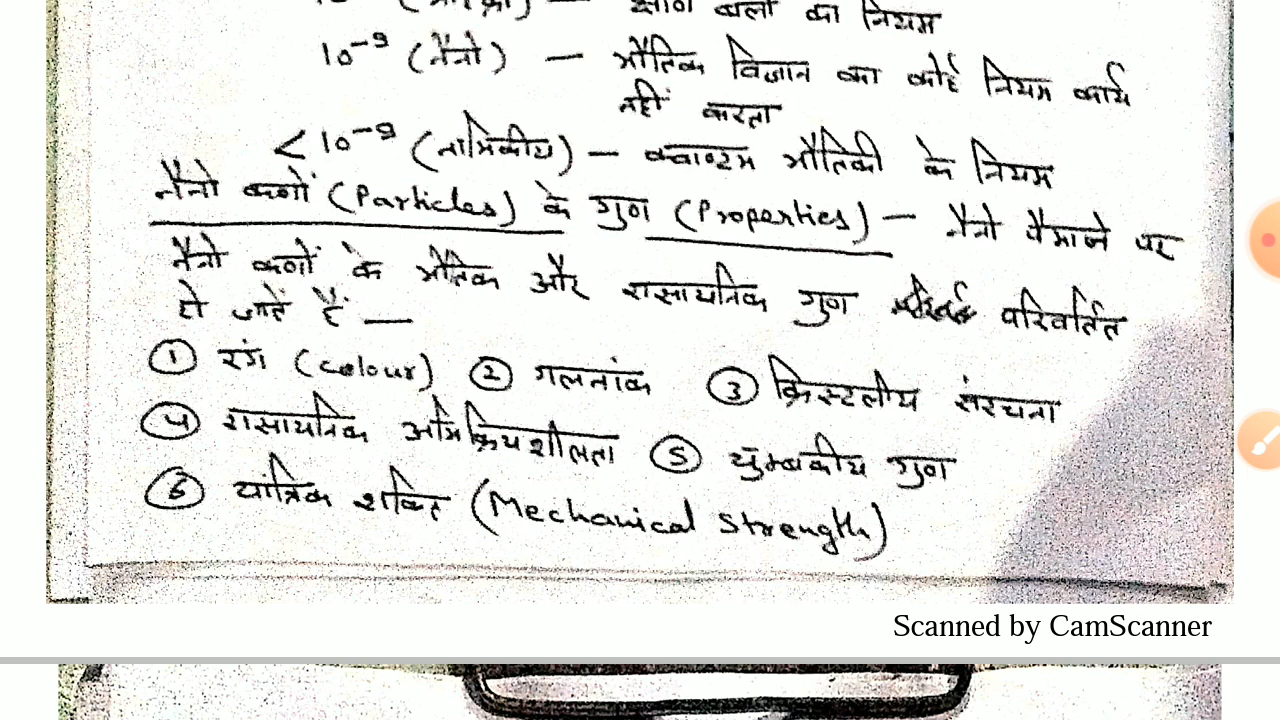 क्षीण बलों का नियम
10⁻⁹ (नैनो) — भौतिक विज्ञान का कोई नियम कार्य
नहीं करता
< 10⁻⁹ (नाभिकीय) — क्वाण्टम भौतिकी के नियम
नैनो कणों (Particles) के गुण (Properties) — नैनो पैमाने पर
नैनो कणों के भौतिक और रासायनिक गुण परिवर्तित
हो जाते हैं —
① रंग (colour) ② गलनांक ③ क्रिस्टलीय संरचना
④ रासायनिक अभिक्रियशीलता ⑤ चुम्बकीय गुण
⑥ यांत्रिक शक्ति (Mechanical Strength)
Scanned by CamScanner